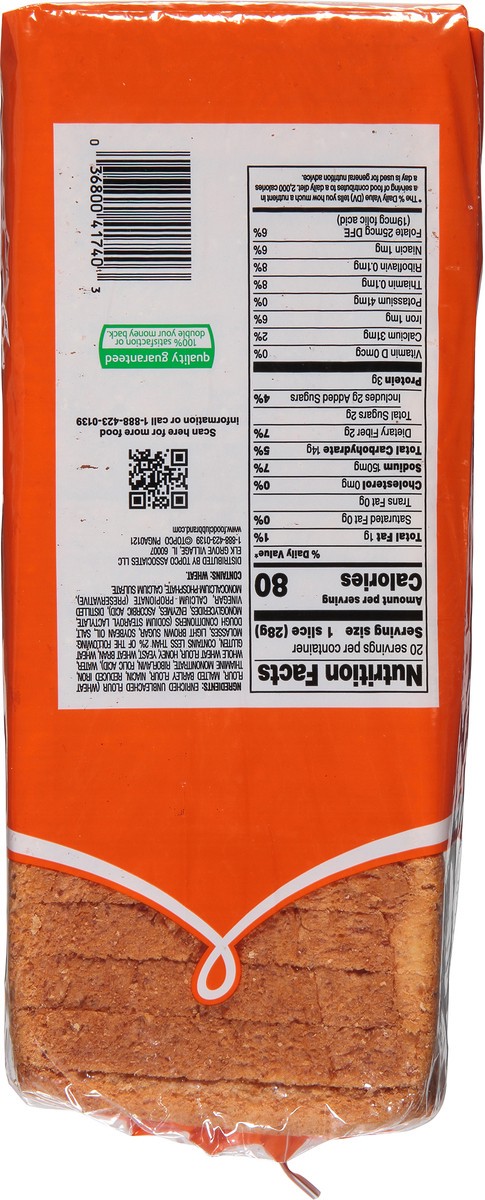 Nutrition Facts
20 servings per container
Serving size 1 slice (28g)
Amount per serving
Calories 80
% Daily Value*
Total Fat 1g 1%
Saturated Fat 0g 0%
Trans Fat 0g
Cholesterol 0mg 0%
Sodium 150mg 7%
Total Carbohydrate 14g 5%
Dietary Fiber 2g 7%
Total Sugars 2g
Includes 2g Added Sugars 4%
Protein 3g
Vitamin D 0mcg 0%
Calcium 31mg 2%
Iron 1mg 6%
Potassium 41mg 0%
Thiamin 0.1mg 8%
Riboflavin 0.1mg 8%
Niacin 1mg 6%
Folate 25mcg DFE 6%
(19mcg folic acid)
* The % Daily Value (DV) tells you how much a nutrient in
a serving of food contributes to a daily diet. 2,000 calories
a day is used for general nutrition advice.
INGREDIENTS: ENRICHED UNBLEACHED FLOUR (WHEAT
FLOUR, MALTED BARLEY FLOUR, NIACIN, REDUCED IRON,
THIAMINE MONONITRATE, RIBOFLAVIN, FOLIC ACID), WATER,
WHOLE WHEAT FLOUR, HONEY, YEAST, WHEAT BRAN, WHEAT
GLUTEN, CONTAINS LESS THAN 2% OF THE FOLLOWING:
MOLASSES, LIGHT BROWN SUGAR, SOYBEAN OIL, SALT,
DOUGH CONDITIONERS (SODIUM STEAROYL LACTYLATE,
MONOGLYCERIDES, ENZYMES, ASCORBIC ACID), DISTILLED
VINEGAR, CALCIUM PROPIONATE (PRESERVATIVE),
MONOCALCIUM PHOSPHATE, CALCIUM SULFATE.
CONTAINS: WHEAT.
DISTRIBUTED BY TOPCO ASSOCIATES LLC
ELK GROVE VILLAGE, IL 60007
1-888-423-0139 © TOPCO PNGA0121
www.foodclubbrand.com
Scan here for more food
information or call 1-888-423-0139
quality guaranteed
100% satisfaction or
double your money back.
0 36800 41740 3